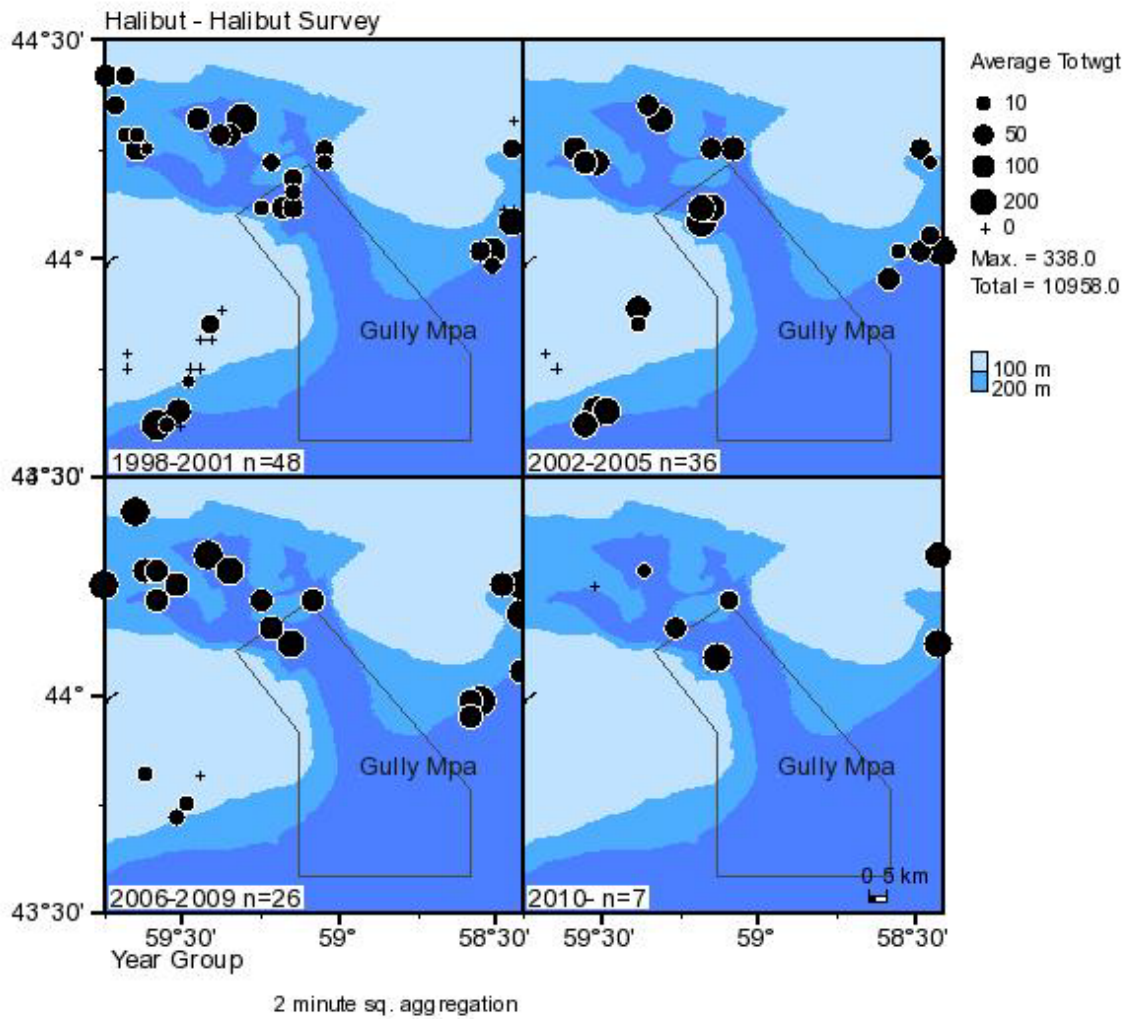 Halibut - Halibut Survey
44°30'
Average Totwgt
10
50
100
200
0
Max. = 338.0
Total = 10958.0
44°
Gully Mpa
Gully Mpa
100 m
200 m
1998-2001 n=48
2002-2005 n=36
30'
44°
Gully Mpa
Gully Mpa
0 5 km
2006-2009 n=26
2010- n=7
43°30'
59°30'
59°
58°30'
59°30'
59°
58°30'
Year Group
2 minute sq. aggregation